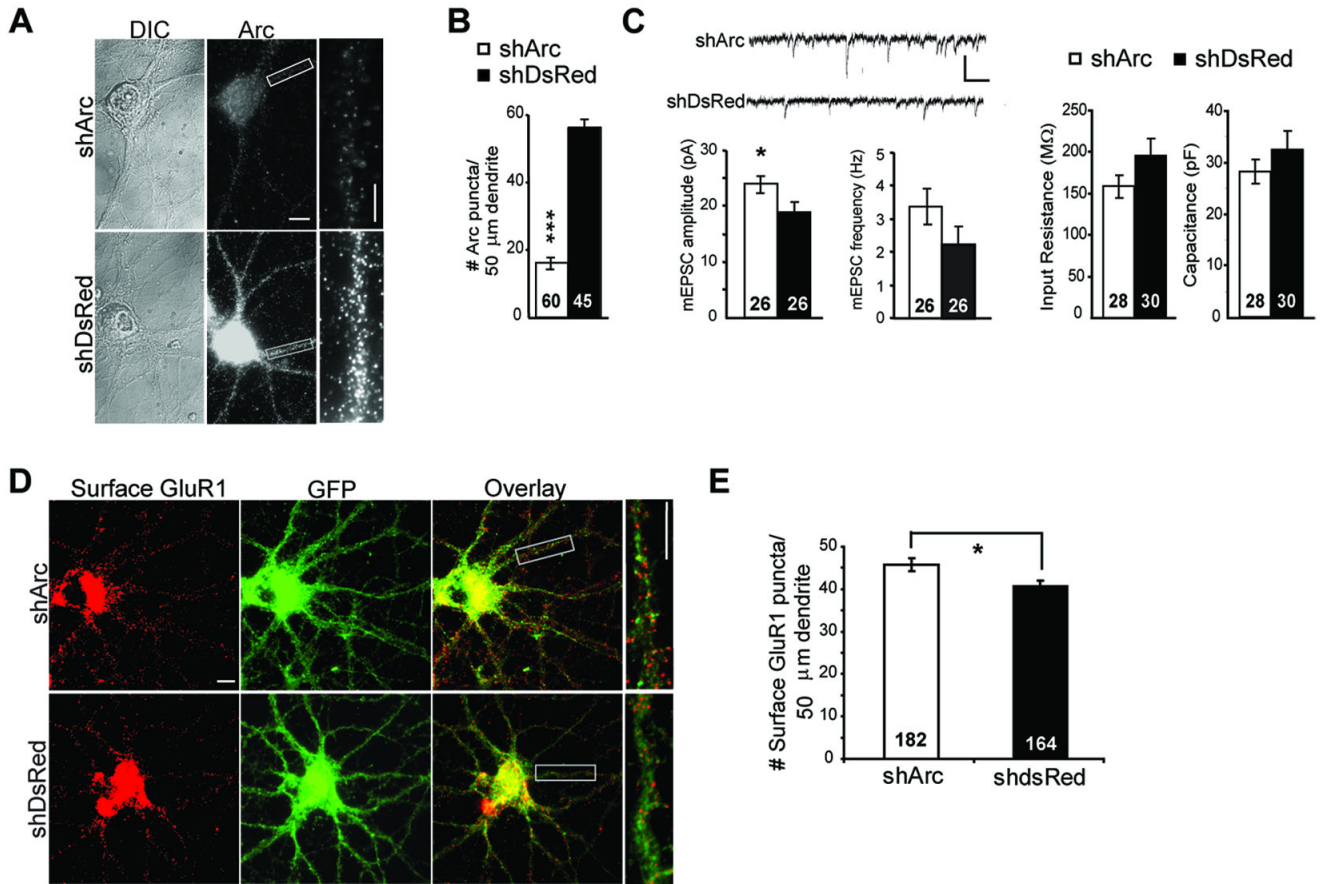 A
DIC
Arc
shArc
shDsRed
B
shArc
shDsRed
# Arc puncta/
50 μm dendrite
60
40
20
0
***
60
45
C
shArc
shDsRed
shArc
shDsRed
mEPSC amplitude (pA)
30
25
20
15
10
5
0
*
26
26
mEPSC frequency (Hz)
5
4
3
2
1
0
26
26
Input Resistance (MΩ)
250
200
150
100
50
0
28
30
Capacitance (pF)
40
30
20
10
0
28
30
D
Surface GluR1
GFP
Overlay
shArc
shDsRed
E
# Surface GluR1 puncta/
50 μm dendrite
50
40
30
40
20
10
0
*
182
164
shArc
shdsRed